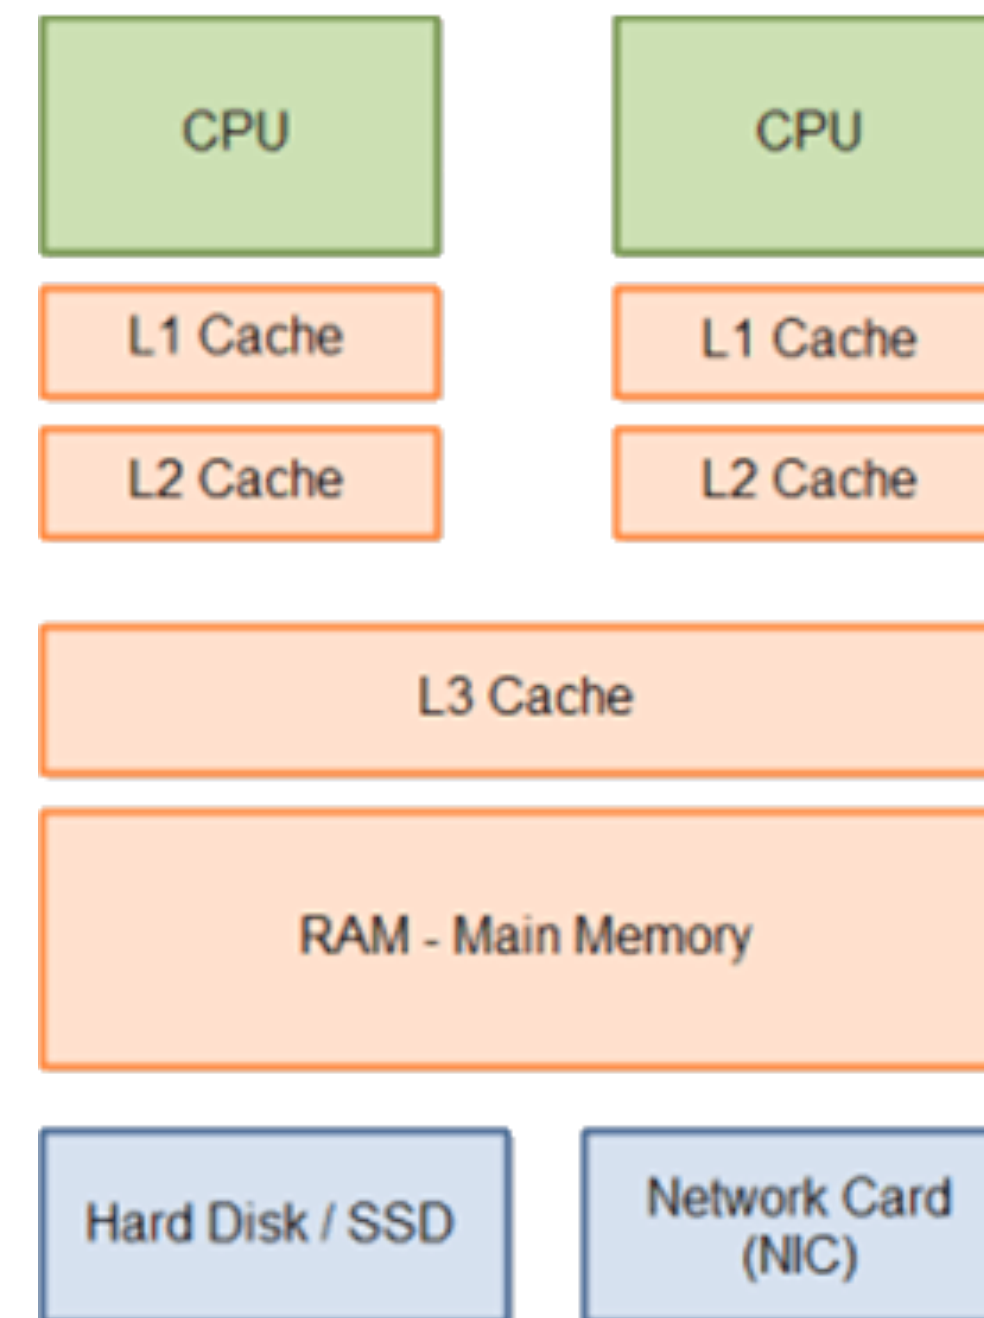 CPU
CPU
L1 Cache
L1 Cache
L2 Cache
L2 Cache
L3 Cache
RAM - Main Memory
Hard Disk / SSD
Network Card
(NIC)